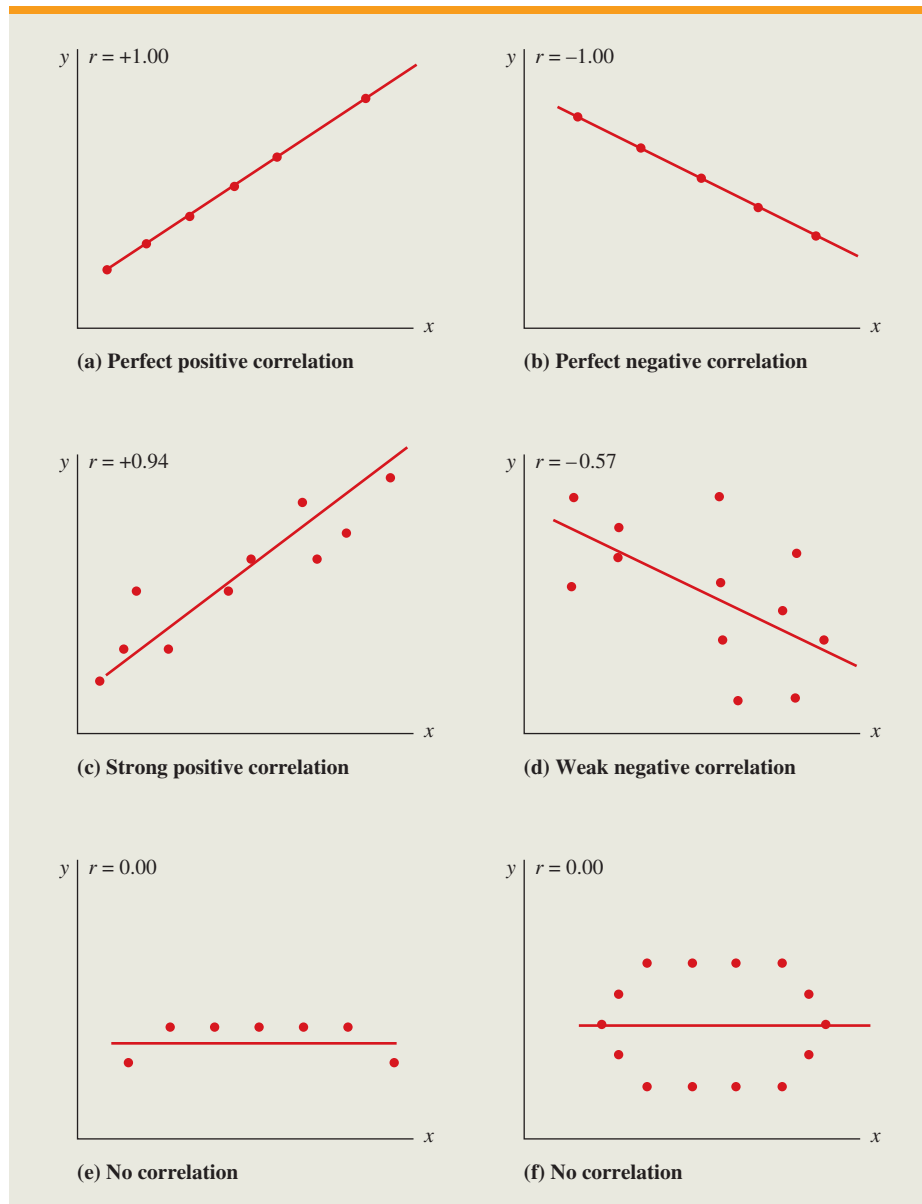 y r = +1.00
x
(a) Perfect positive correlation
y r = –1.00
x
(b) Perfect negative correlation
y r = +0.94
x
(c) Strong positive correlation
y r = –0.57
x
(d) Weak negative correlation
y r = 0.00
x
(e) No correlation
y r = 0.00
x
(f) No correlation